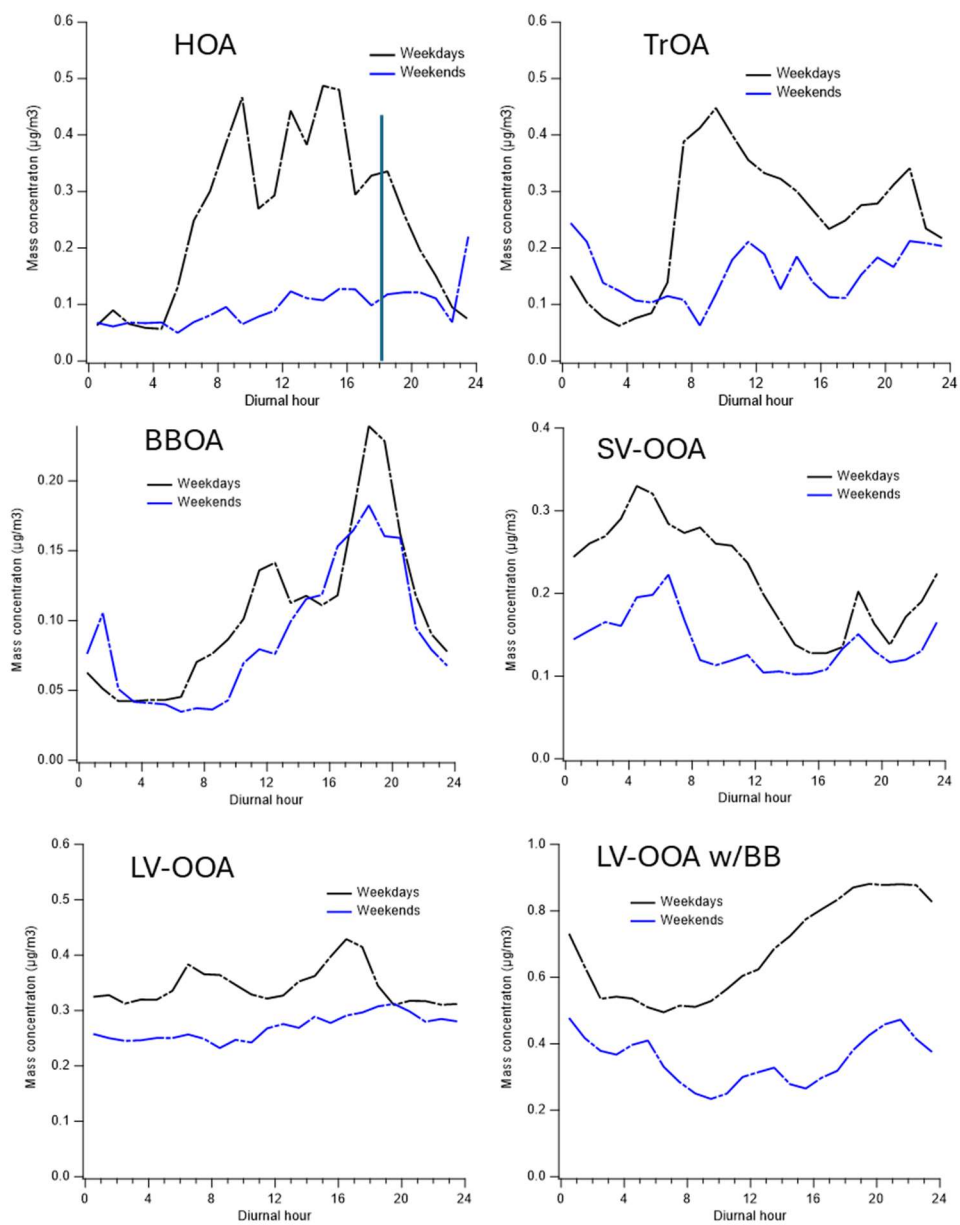 HOA
Weekdays
Weekends
Mass concentraton (µg/m3)
0.6
0.5
0.4
0.3
0.2
0.1
0.0
0 4 8 12 16 20 24
Diurnal hour
TrOA
Weekdays
Weekends
Mass concentraton (µg/m3)
0.6
0.5
0.4
0.3
0.2
0.1
0.0
0 4 8 12 16 20 24
Diurnal hour
BBOA
Weekdays
Weekends
Mass concentraton (µg/m3)
0.20
0.15
0.10
0.05
0.00
0 4 8 12 16 20 24
Diurnal hour
SV-OOA
Weekdays
Weekends
Mass concentraton (µg/m3)
0.4
0.3
0.2
0.1
0.0
0 4 8 12 16 20 24
Diurnal hour
LV-OOA
Weekdays
Weekends
Mass concentraton (µg/m3)
0.6
0.5
0.4
0.3
0.2
0.1
0.0
0 4 8 12 16 20 24
Diurnal hour
LV-OOA w/BB
Weekdays
Weekends
Mass concentraton (µg/m3)
1.0
0.8
0.6
0.4
0.2
0.0
0 4 8 12 16 20 24
Diurnal hour